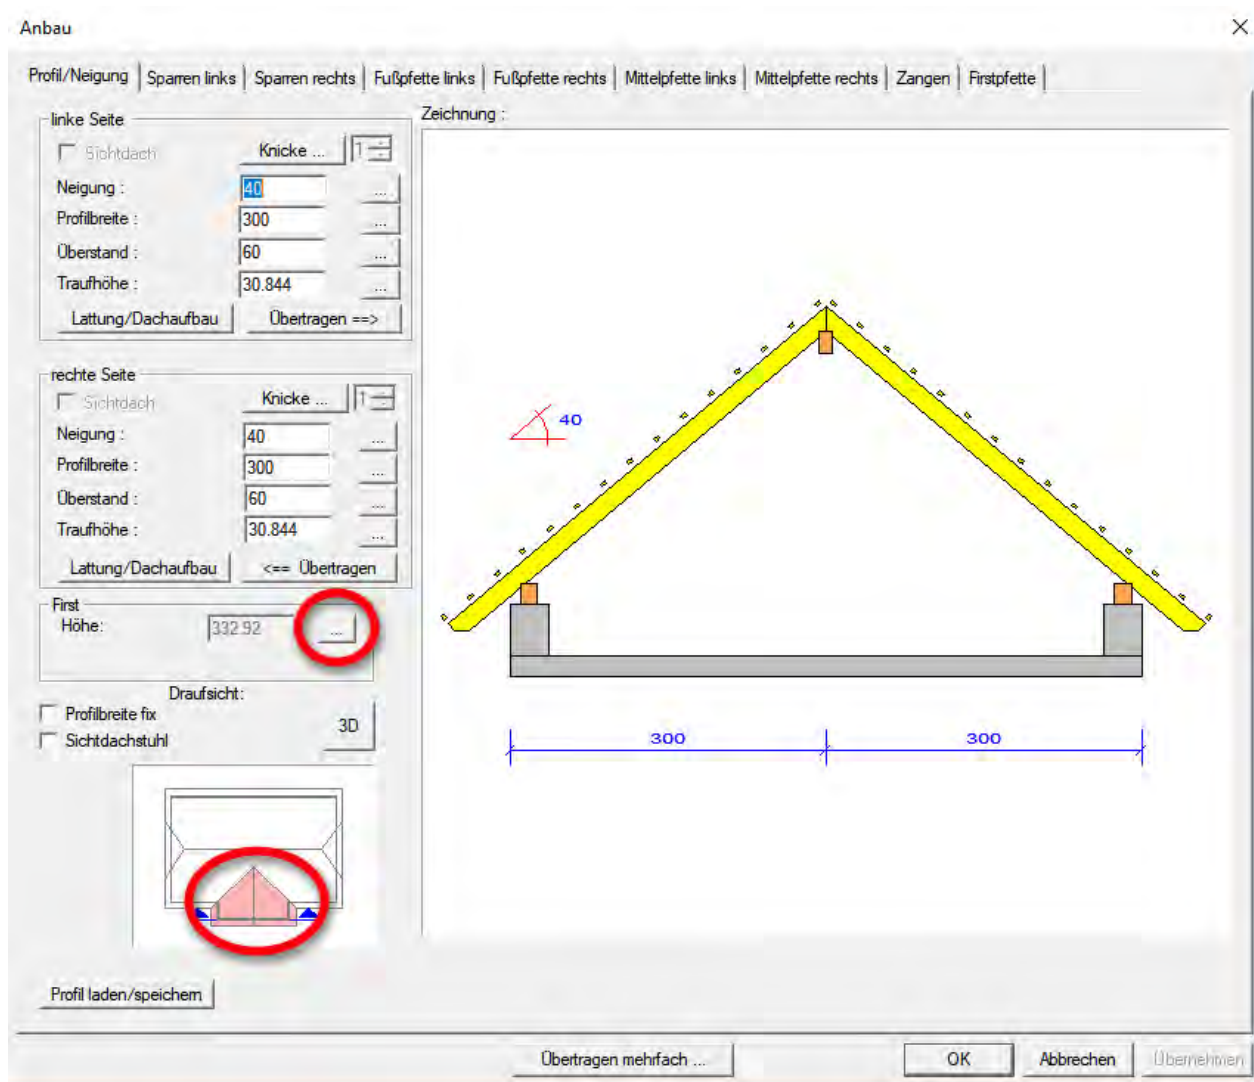 Anbau
Profil/Neigung Sparren links Sparren rechts Fußpfette links Fußpfette rechts Mittelpfette links Mittelpfette rechts Zangen Firstpfette
linke Seite
Sichtdach Knicke ... 1
Neigung : 40 ...
Profilbreite : 300 ...
Überstand : 60 ...
Traufhöhe : 30.844 ...
Lattung/Dachaufbau Übertragen ==>
rechte Seite
Sichtdach Knicke ... 1
Neigung : 40 ...
Profilbreite : 300 ...
Überstand : 60 ...
Traufhöhe : 30.844 ...
Lattung/Dachaufbau <== Übertragen
First
Höhe: 332.92 ...
Draufsicht:
Profilbreite fix
Sichtdachstuhl
3D
Profil laden/speichern
Zeichnung :
40
300 300
Übertragen mehrfach ... OK Abbrechen Übernehmen